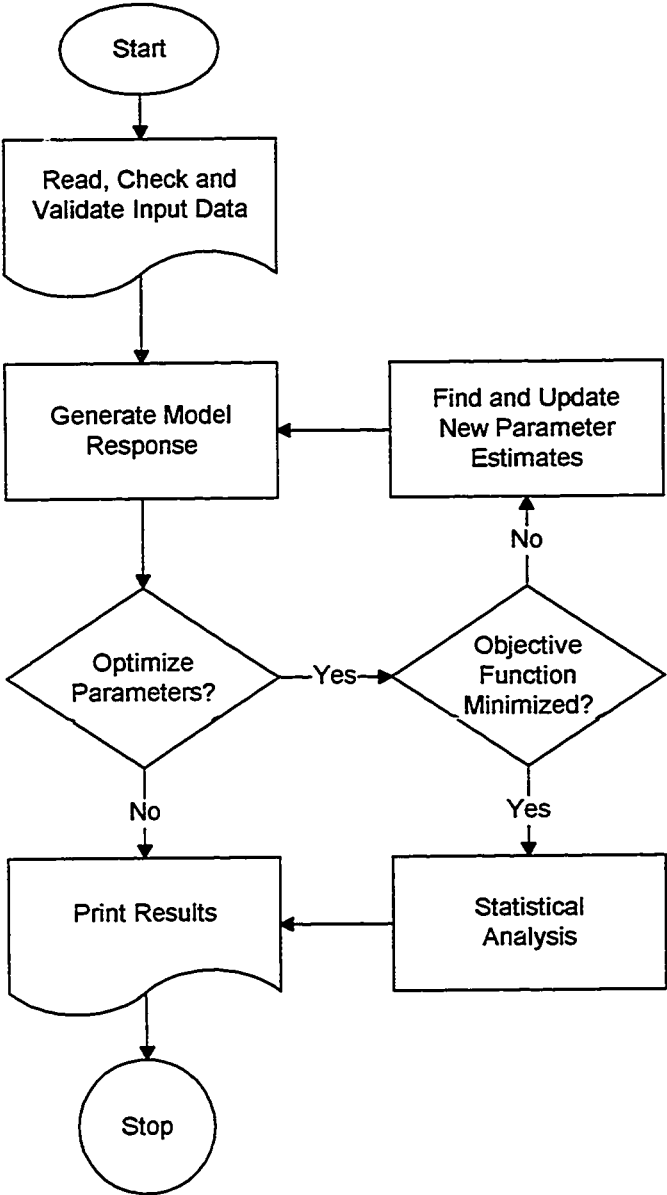 Start
Read, Check and
Validate Input Data
Generate Model
Response
Find and Update
New Parameter
Estimates
No
Optimize
Parameters?
Yes
Objective
Function
Minimized?
No
Yes
Print Results
Statistical
Analysis
Stop